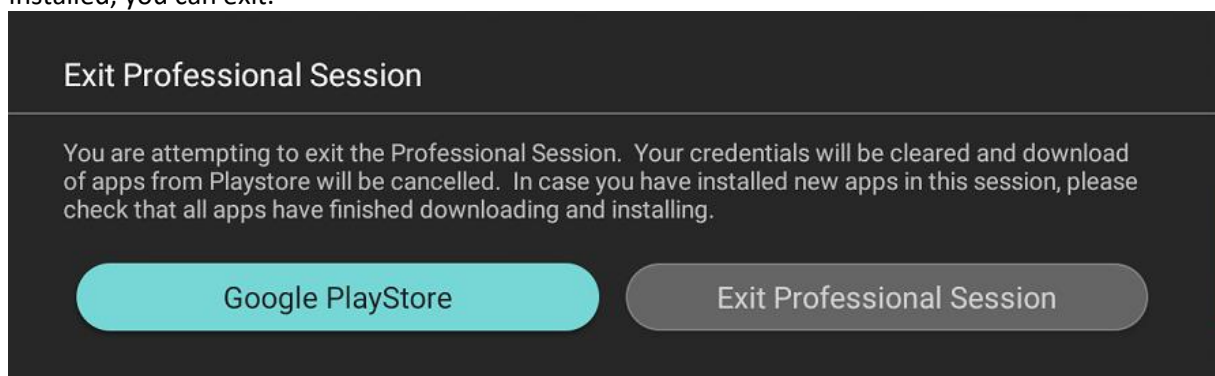 installed, you can exit.
Exit Professional Session
You are attempting to exit the Professional Session. Your credentials will be cleared and download
of apps from Playstore will be cancelled. In case you have installed new apps in this session, please
check that all apps have finished downloading and installing.
Google PlayStore
Exit Professional Session